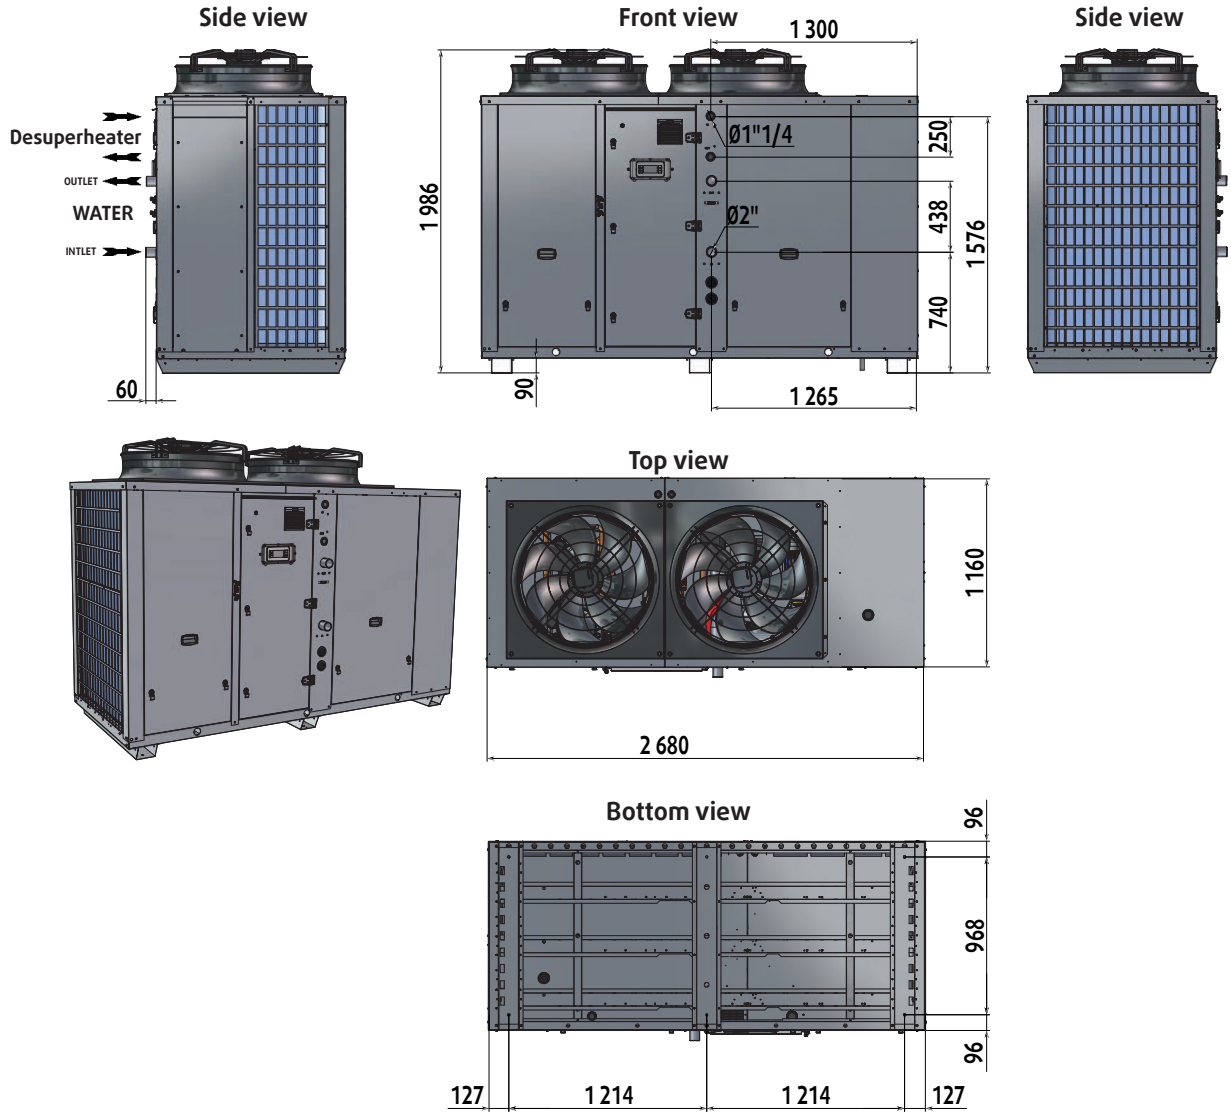 Side view
Front view
Side view
1 300
Desuperheater
OUTLET
WATER
INTLET
60
1 986
Ø1"1/4
Ø2"
250
438
1 576
740
90
1 265
Top view
1 160
2 680
Bottom view
96
968
96
127
1 214
1 214
127